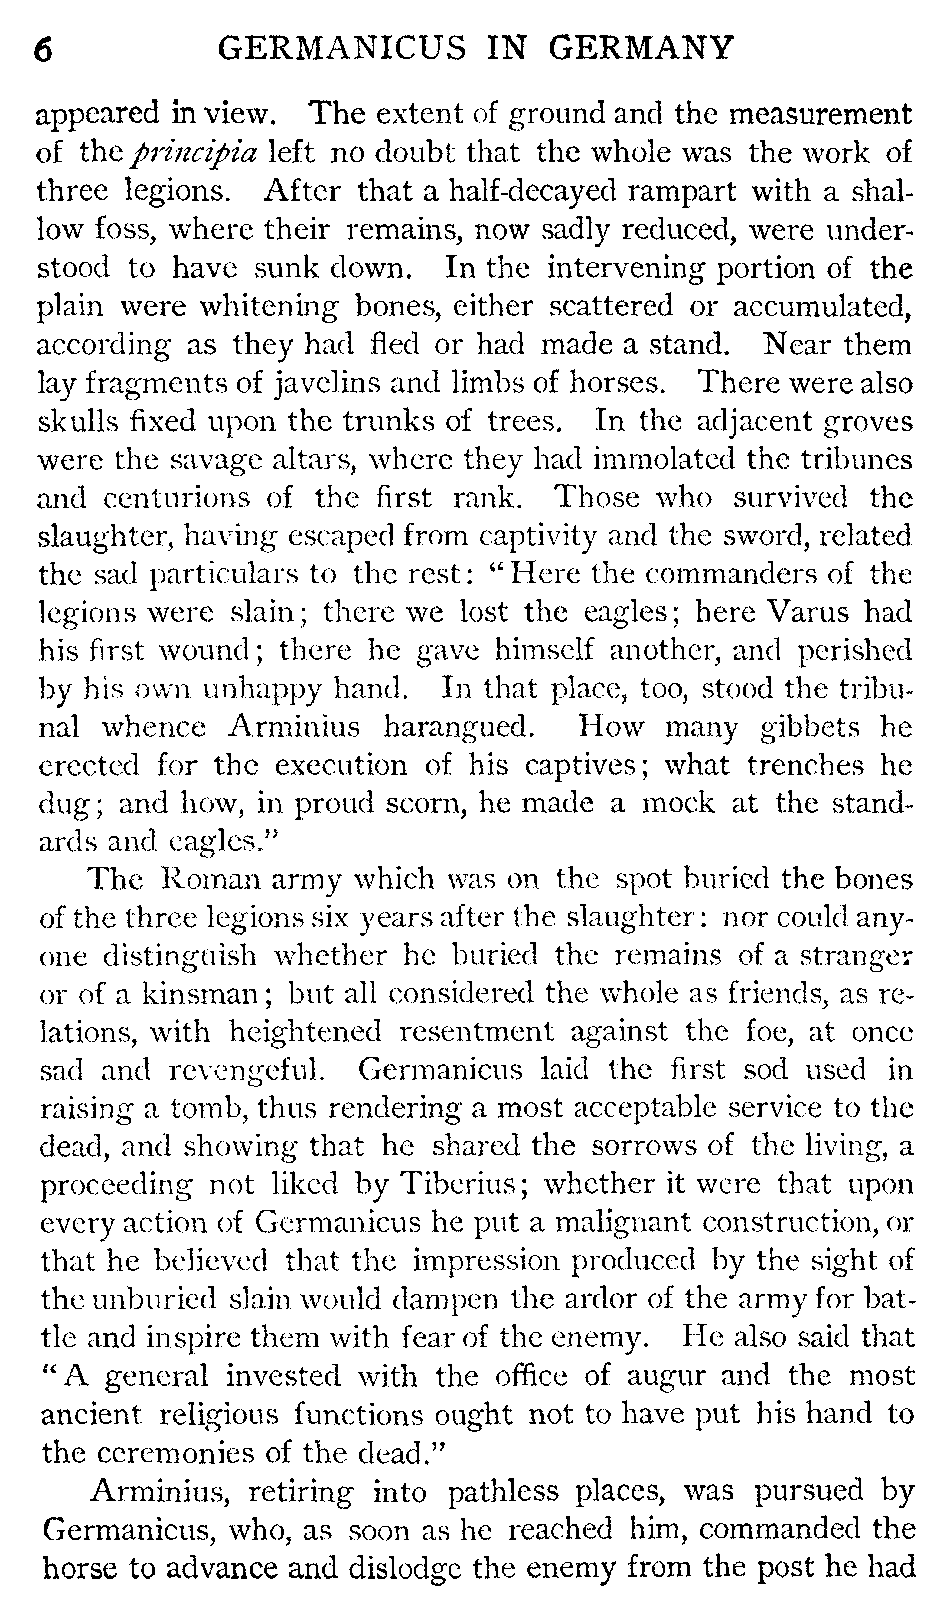 6 GERMANICUS IN GERMANY
appeared in view. The extent of ground and the measurement
of the principia left no doubt that the whole was the work of
three legions. After that a half-decayed rampart with a shal-
low foss, where their remains, now sadly reduced, were under-
stood to have sunk down. In the intervening portion of the
plain were whitening bones, either scattered or accumulated,
according as they had fled or had made a stand. Near them
lay fragments of javelins and limbs of horses. There were also
skulls fixed upon the trunks of trees. In the adjacent groves
were the savage altars, where they had immolated the tribunes
and centurions of the first rank. Those who survived the
slaughter, having escaped from captivity and the sword, related
the sad particulars to the rest: “Here the commanders of the
legions were slain; there we lost the eagles; here Varus had
his first wound; there he gave himself another, and perished
by his own unhappy hand. In that place, too, stood the tribu-
nal whence Arminius harangued. How many gibbets he
erected for the execution of his captives; what trenches he
dug; and how, in proud scorn, he made a mock at the stand-
ards and eagles.”
The Roman army which was on the spot buried the bones
of the three legions six years after the slaughter: nor could any-
one distinguish whether he buried the remains of a stranger
or of a kinsman; but all considered the whole as friends, as re-
lations, with heightened resentment against the foe, at once
sad and revengeful. Germanicus laid the first sod used in
raising a tomb, thus rendering a most acceptable service to the
dead, and showing that he shared the sorrows of the living, a
proceeding not liked by Tiberius; whether it were that upon
every action of Germanicus he put a malignant construction, or
that he believed that the impression produced by the sight of
the unburied slain would dampen the ardor of the army for bat-
tle and inspire them with fear of the enemy. He also said that
“A general invested with the office of augur and the most
ancient religious functions ought not to have put his hand to
the ceremonies of the dead.”
Arminius, retiring into pathless places, was pursued by
Germanicus, who, as soon as he reached him, commanded the
horse to advance and dislodge the enemy from the post he had